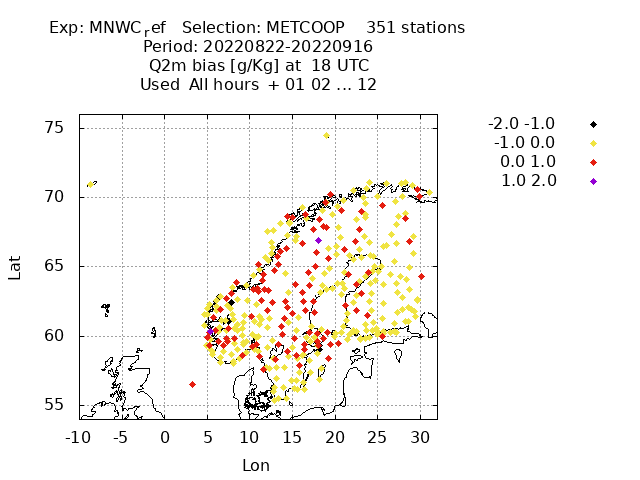 Exp: MNWC_ref Selection: METCOOP 351 stations
Period: 20220822-20220916
Q2m bias [g/Kg] at 18 UTC
Used All hours + 01 02 ... 12
-2.0 -1.0
-1.0 0.0
0.0 1.0
1.0 2.0
75
70
65
60
55
Lat
-10 -5 0 5 10 15 20 25 30
Lon